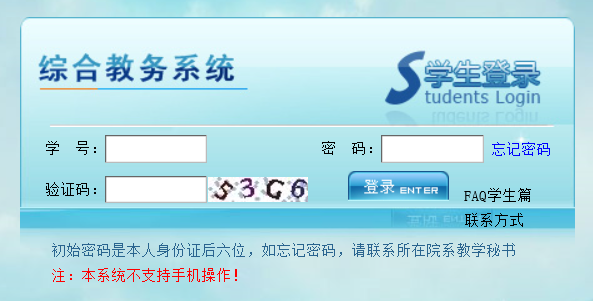 综合教务系统
学生登录
Students Login
学 号：
密 码：
忘记密码
验证码：
S3CG6
登录 ENTER
FAQ学生篇
联系方式
初始密码是本人身份证后六位，如忘记密码，请联系所在院系教学秘书
注：本系统不支持手机操作！